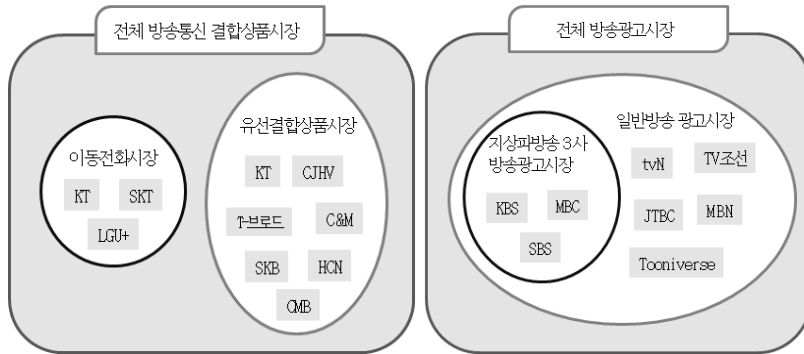 전체 방송통신 결합상품시장
이동전화시장
KT SKT
LGU+
유선결합상품시장
KT CJHV
T-브로드 C&M
SKB HCN
CMB
전체 방송광고시장
지상파방송 3사
방송광고시장
KBS MBC
SBS
일반방송 광고시장
tvN TV조선
JTBC MBN
Tooniverse